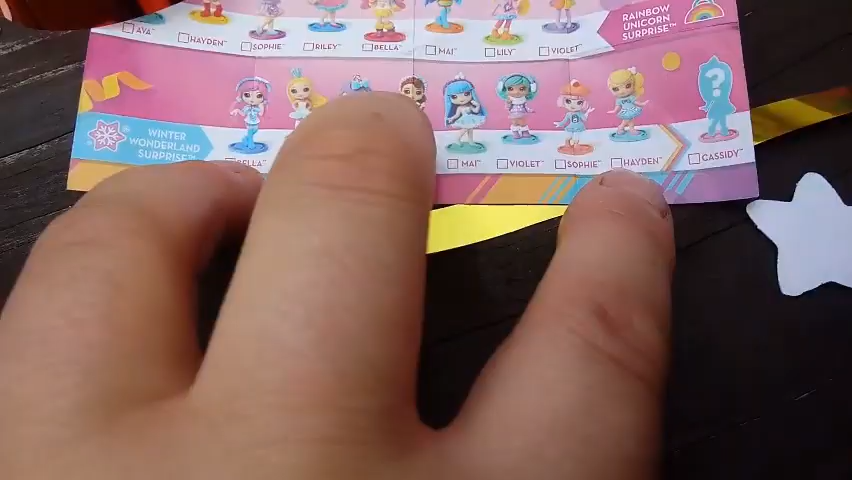 RAINBOW
UNICORN
SURPRISE™
AVA™
HAYDEN™
SOPHIE™
RILEY™
BELLA™
MAI™
LILY™
VIOLET™
WINTER
WONDERLAND
SURPRISE™
?
BELLA
MAI™
VIOLET™
SOPHIE™
HAYDEN™
CASSIDY™